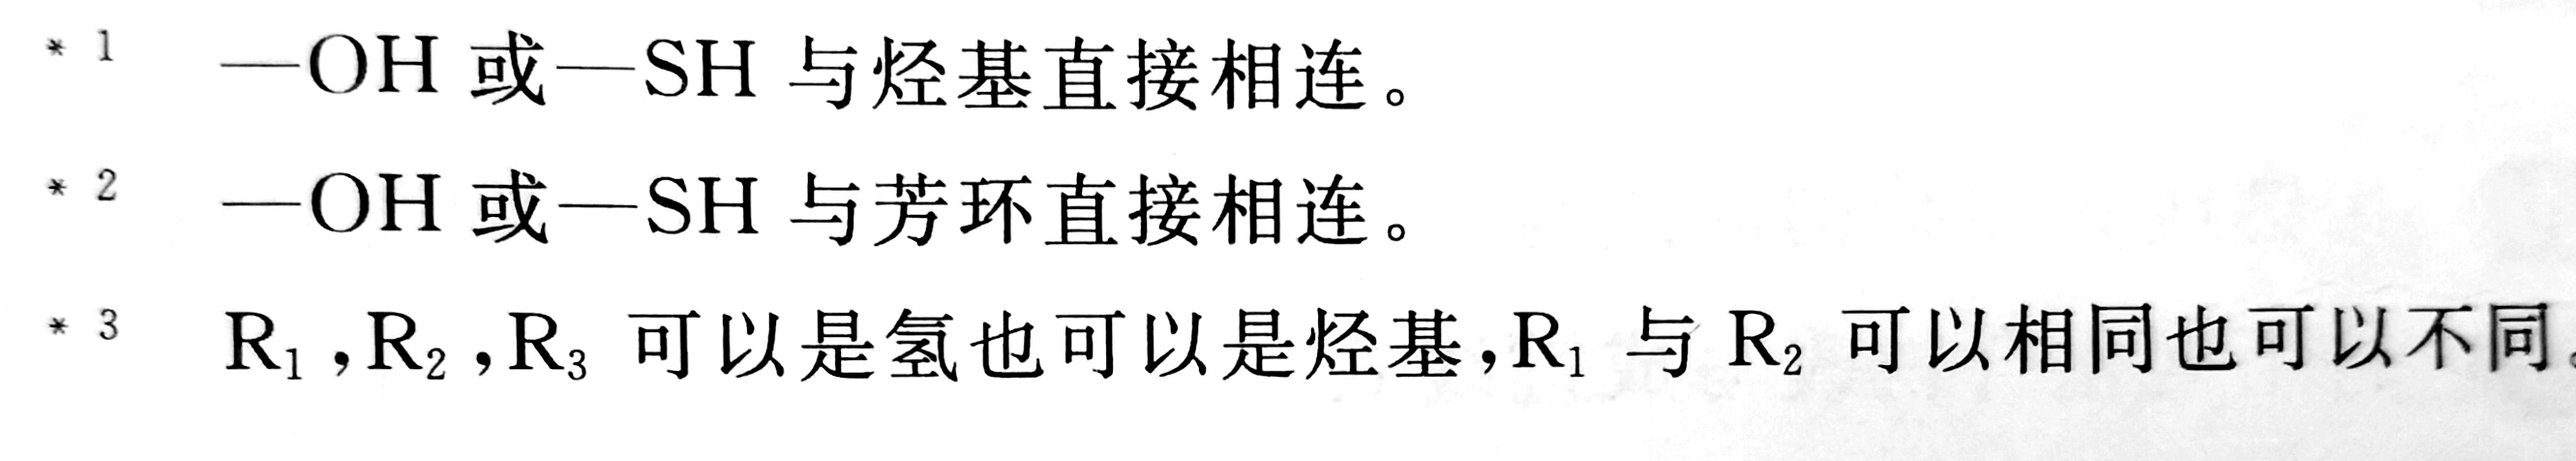 *1 —OH 或—SH 与烃基直接相连。
*2 —OH 或—SH 与芳环直接相连。
*3 R₁,R₂,R₃ 可以是氢也可以是烃基,R₁ 与 R₂ 可以相同也可以不同。